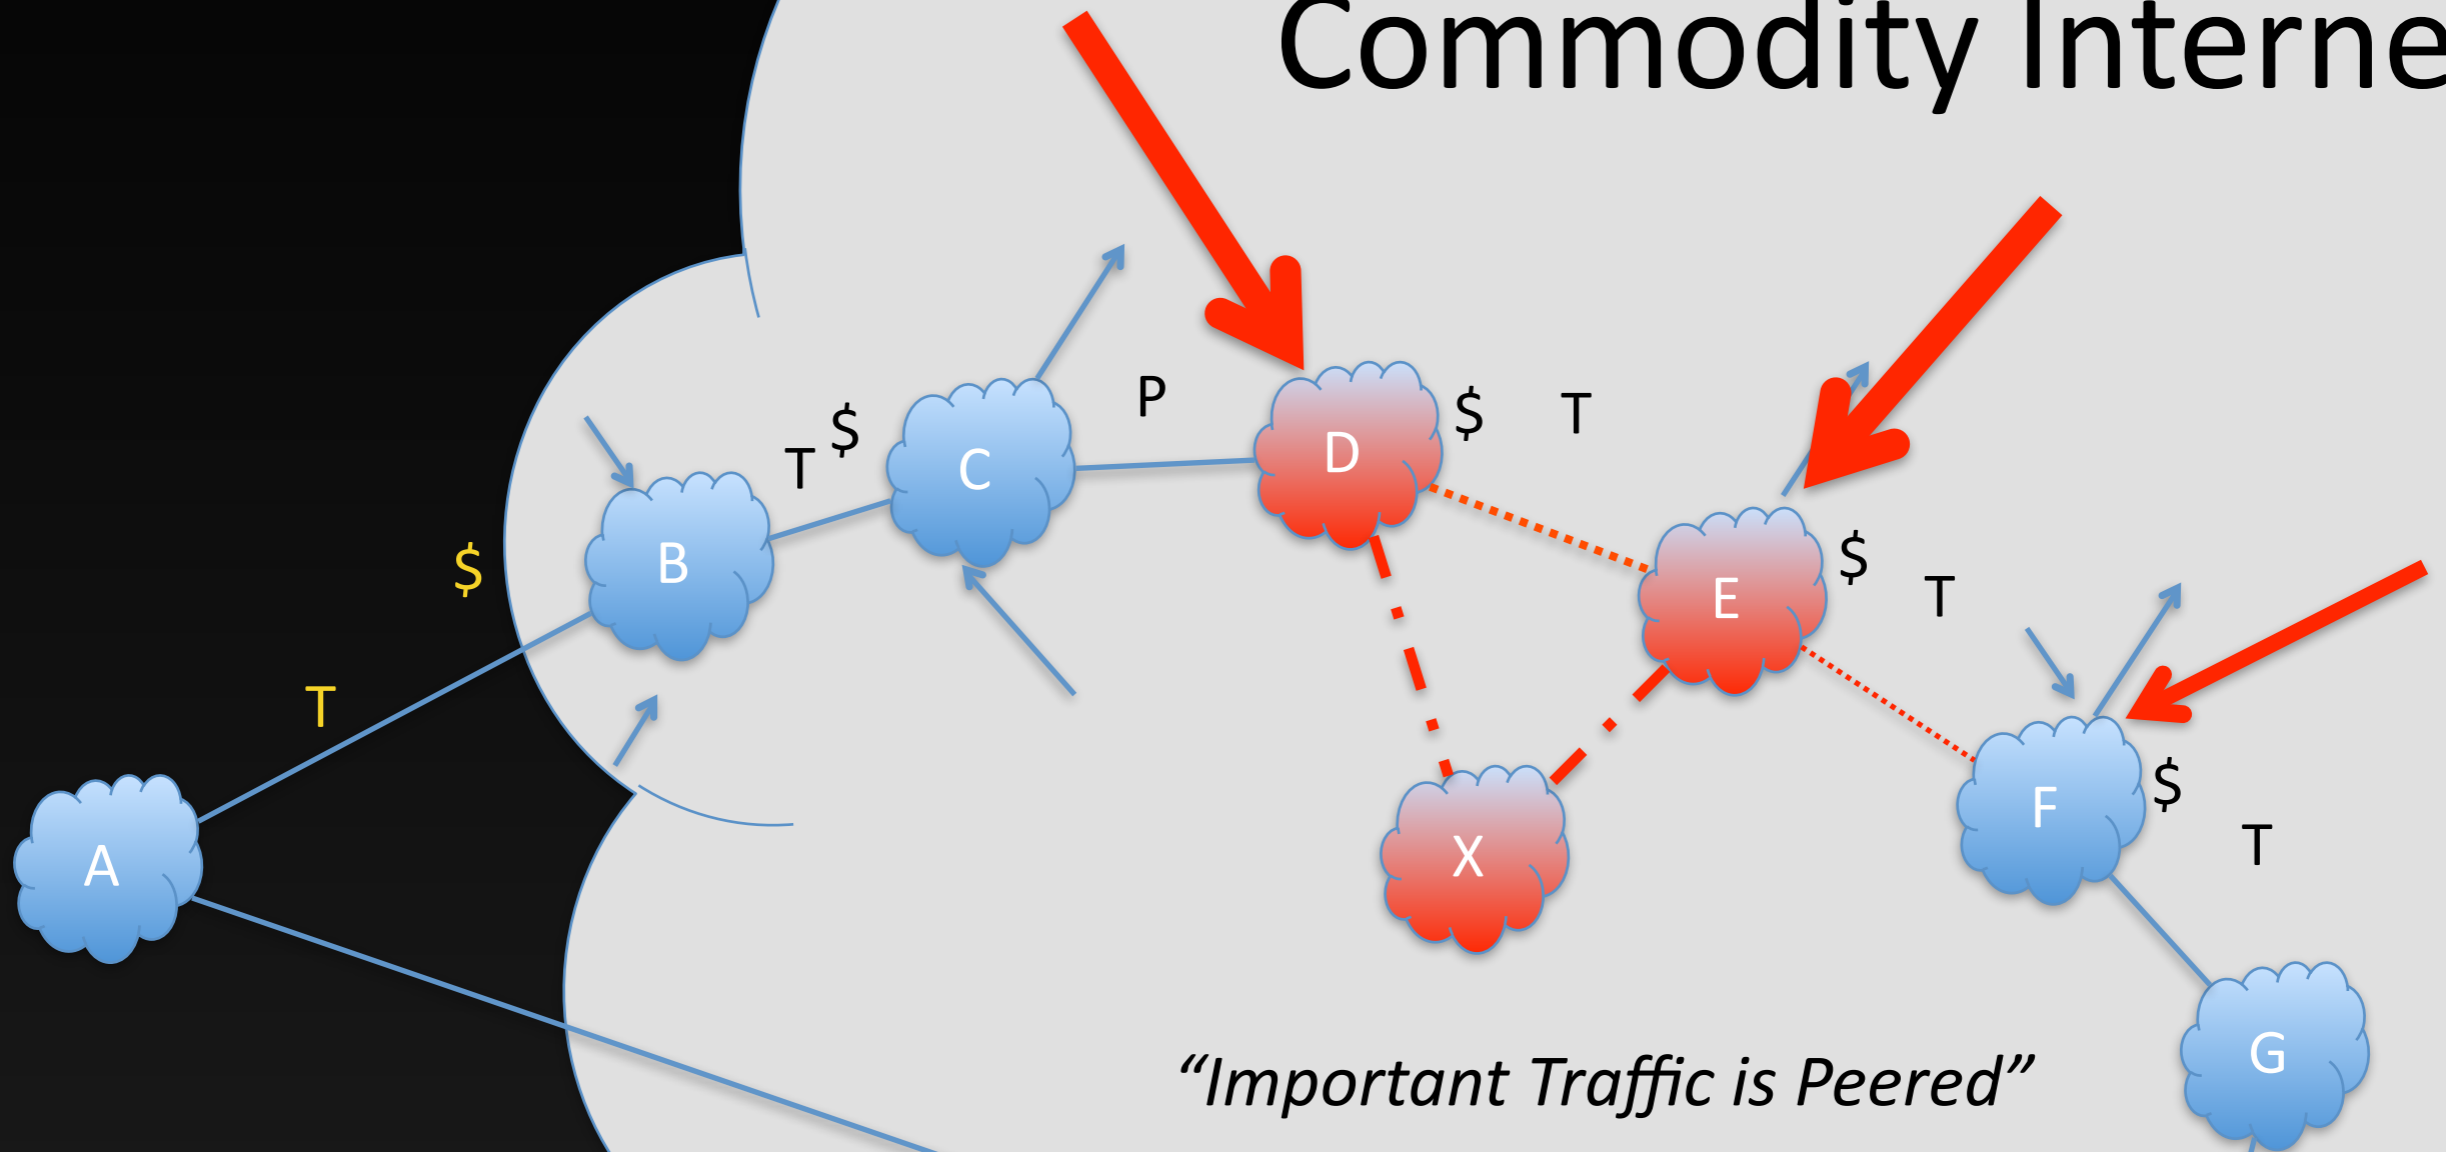 Commodity Interne
P
$ T
T $
B
C
D
$
$ T
E
T
A
X
F
$
T
G
“Important Traffic is Peered”